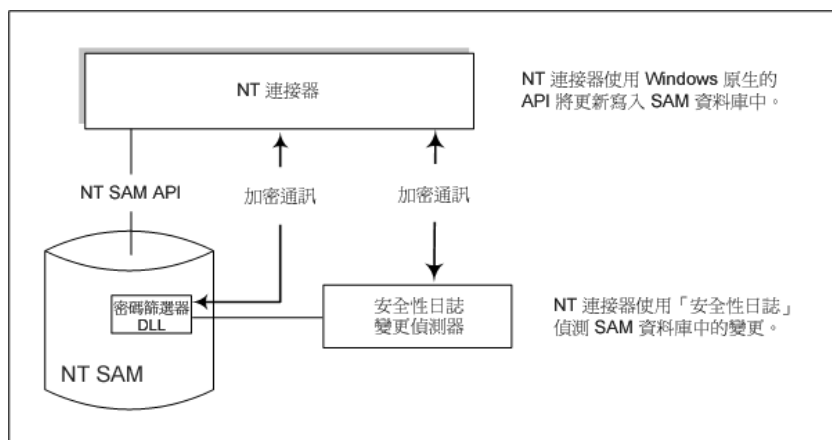 NT 連接器
NT 連接器使用 Windows 原生的
API 將更新寫入 SAM 資料庫中。
NT SAM API
加密通訊
加密通訊
密碼篩選器
DLL
安全性日誌
變更偵測器
NT 連接器使用「安全性日誌」
偵測 SAM 資料庫中的變更。
NT SAM